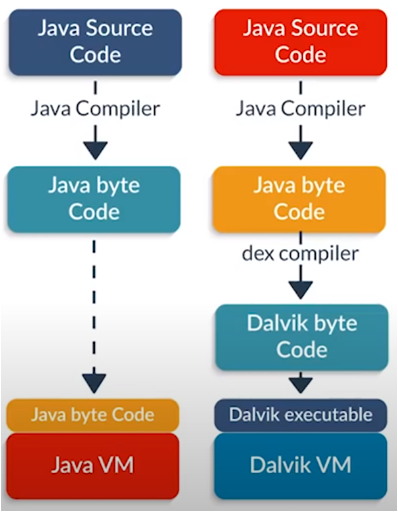 Java Source
Code
Java Compiler
Java byte
Code
Java byte Code
Java VM
Java Source
Code
Java Compiler
Java byte
Code
dex compiler
Dalvik byte
Code
Dalvik executable
Dalvik VM